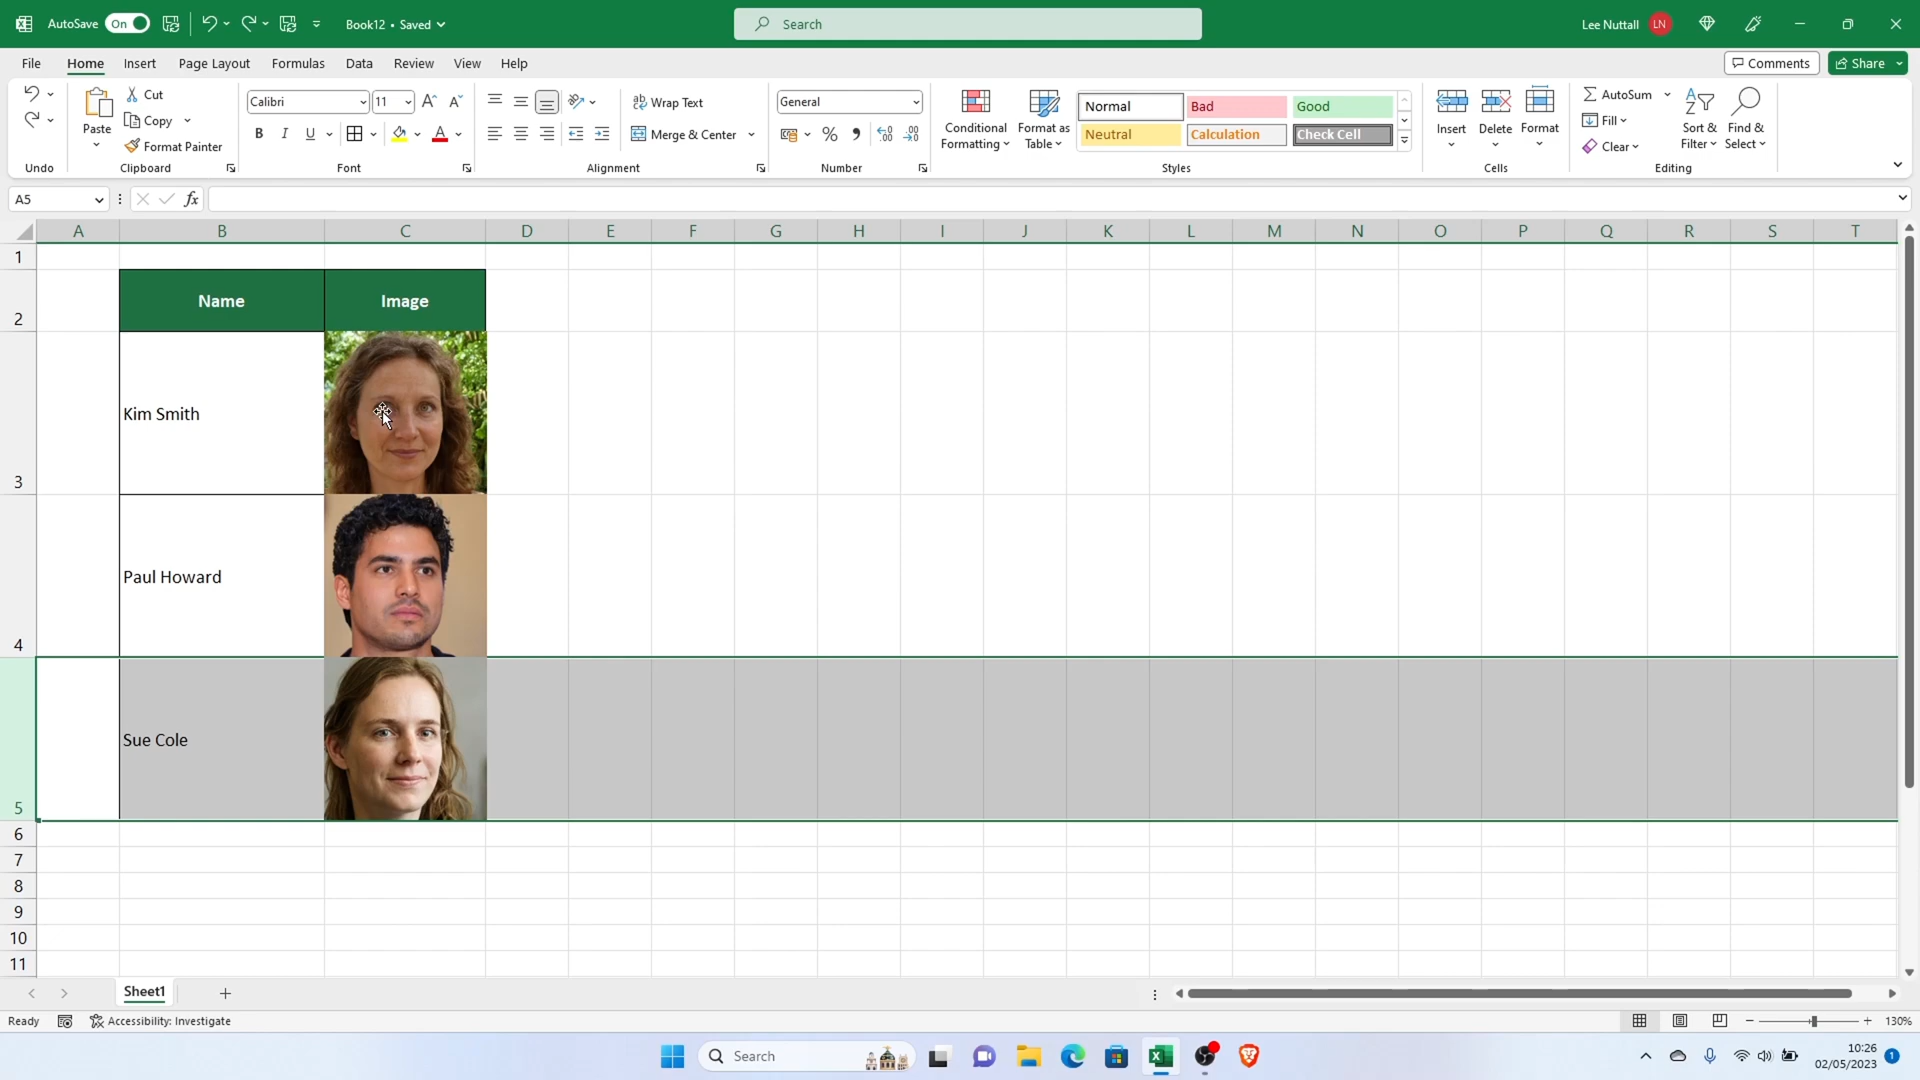 AutoSave On Book12 • Saved Search Lee Nuttall LN
File Home Insert Page Layout Formulas Data Review View Help Comments Share
Undo
Paste Cut Copy Format Painter
Clipboard
Calibri 11
B I U A
Font
Wrap Text
Merge & Center
Alignment
General
%
Number
Conditional Formatting
Format as Table
Normal Bad Good
Neutral Calculation Check Cell
Styles
Insert Delete Format
Cells
AutoSum
Fill
Clear
Sort & Filter
Find & Select
Editing
A5 fx
A B C D E F G H I J K L M N O P Q R S T
1
2 Name Image
3 Kim Smith
4 Paul Howard
5 Sue Cole
6
7
8
9
10
11
Sheet1
Ready Accessibility: Investigate 130%
Search 10:26
02/05/2023 1